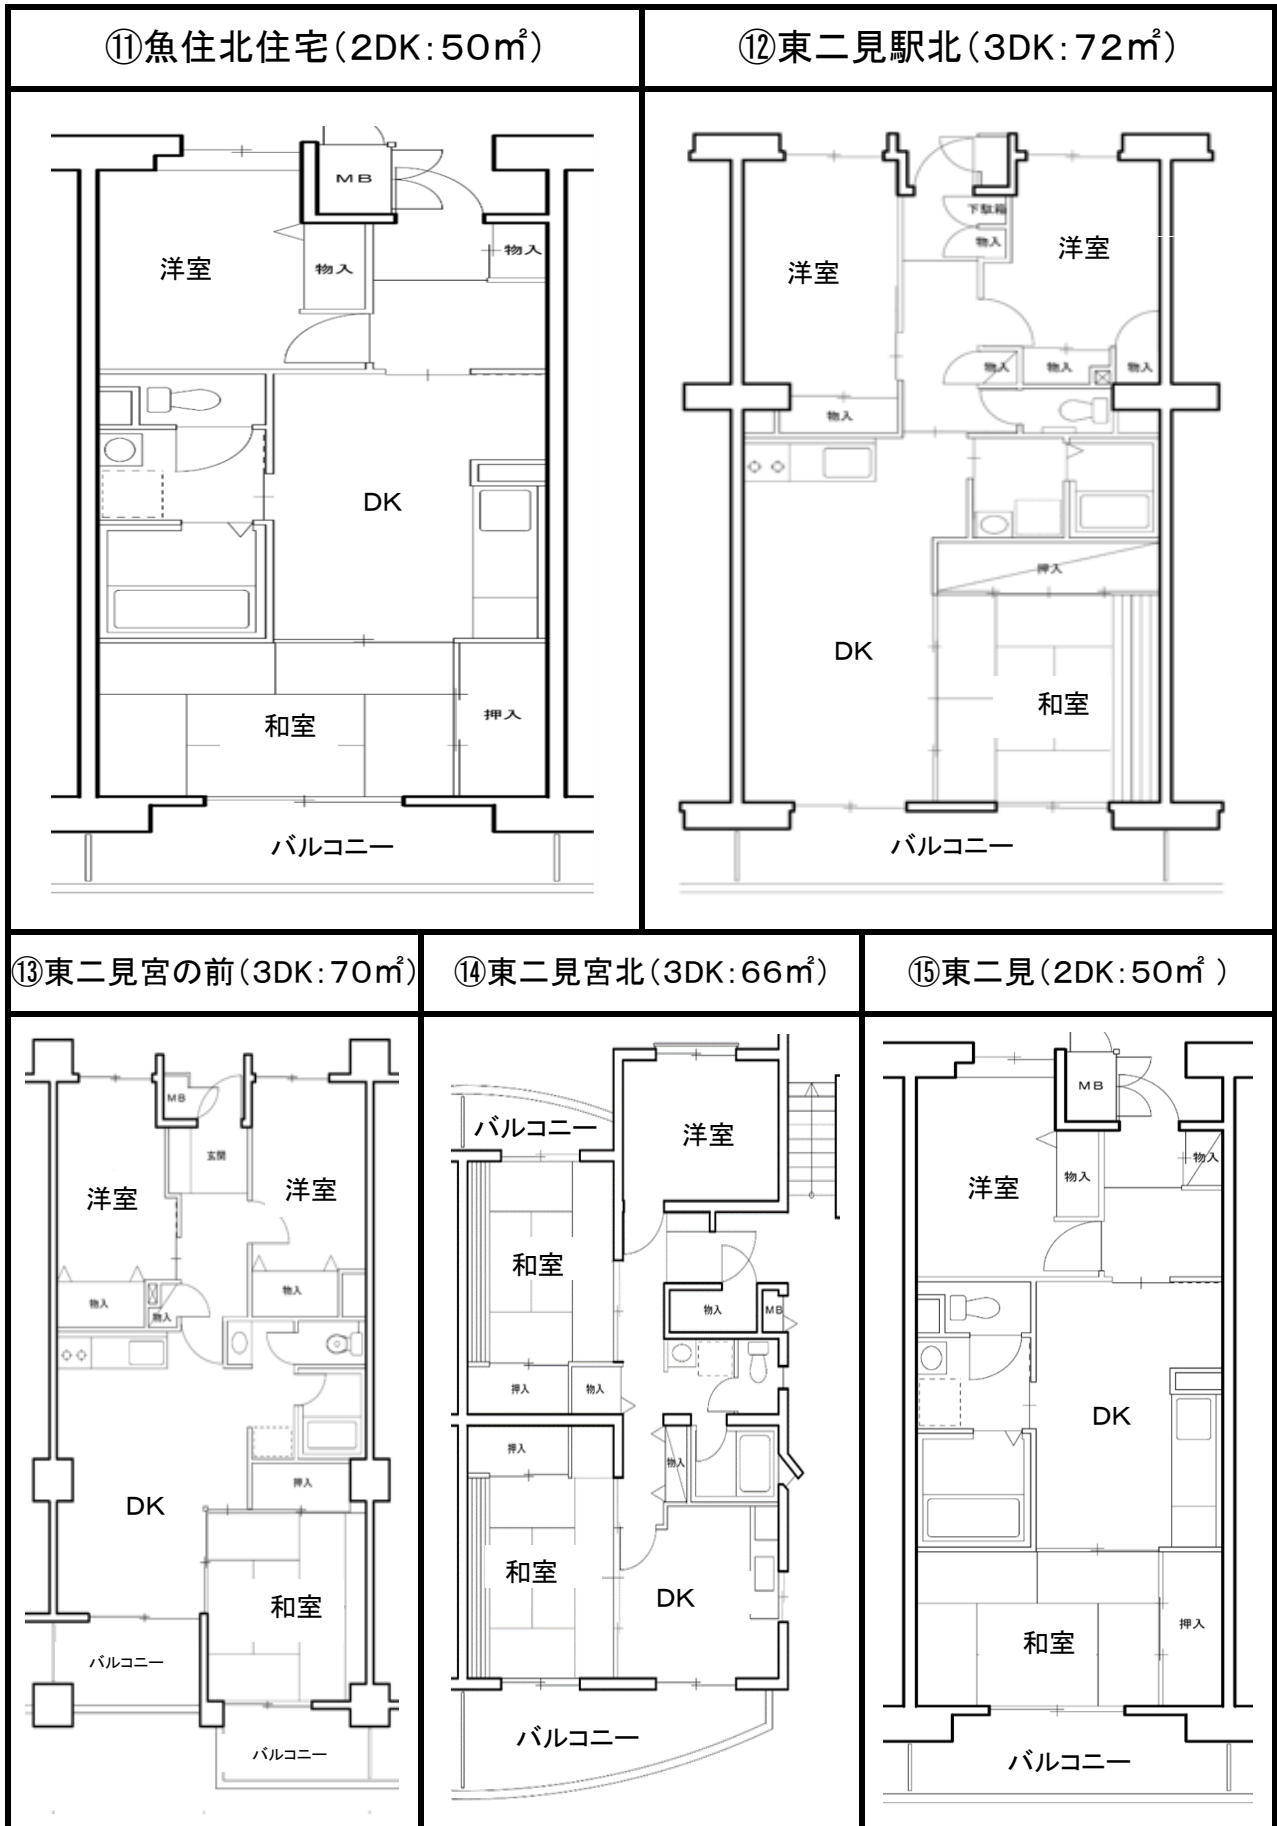 ⑪魚住北住宅(2DK:50㎡)
⑫東二見駅北(3DK:72㎡)
MB
物入
物入
洋室
DK
和室
押入
バルコニー
下駄箱
物入
洋室
洋室
物入
物入
物入
物入
押入
DK
和室
バルコニー
⑬東二見宮の前(3DK:70㎡)
⑭東二見宮北(3DK:66㎡)
⑮東二見(2DK:50㎡ )
MB
玄関
洋室
洋室
物入
物入
物入
押入
DK
和室
バルコニー
バルコニー
バルコニー
洋室
和室
物入
MB
押入
物入
押入
物入
和室
DK
バルコニー
MB
物入
物入
洋室
DK
和室
押入
バルコニー